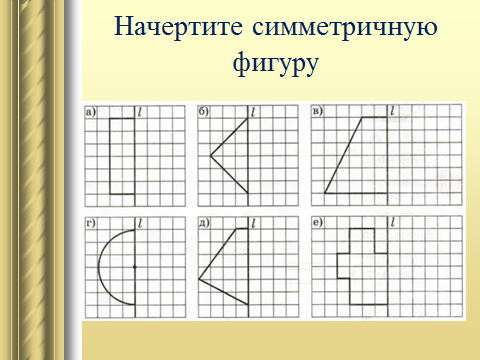 Начертите симметричную
фигуру
а) l
б) l
в) l
г) l
д) l
е) l